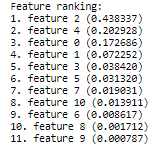 Feature ranking:
1. feature 2 (0.438337)
2. feature 4 (0.202928)
3. feature 0 (0.172686)
4. feature 1 (0.072252)
5. feature 3 (0.038420)
6. feature 5 (0.031320)
7. feature 7 (0.019031)
8. feature 10 (0.013911)
9. feature 6 (0.008617)
10. feature 8 (0.001712)
11. feature 9 (0.000787)